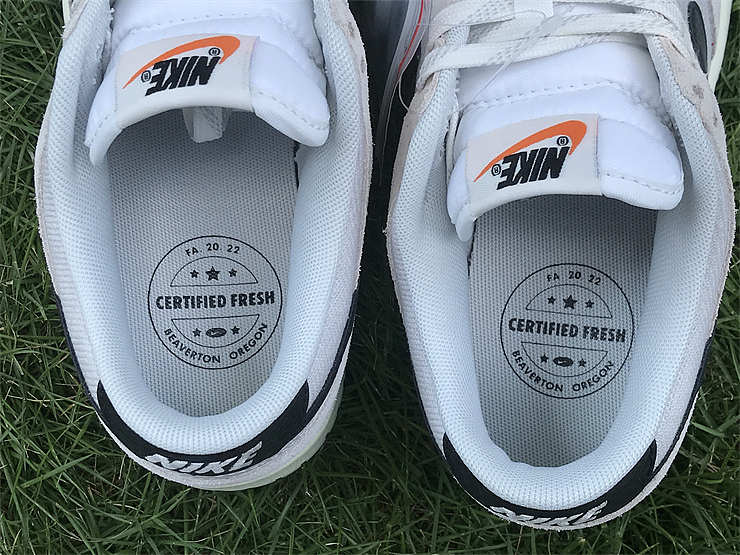 NIKE
NIKE
FA. 20. 22
CERTIFIED FRESH
BEAVERTON OREGON
FA. 20. 22
CERTIFIED FRESH
BEAVERTON OREGON
NIKE
NIKE